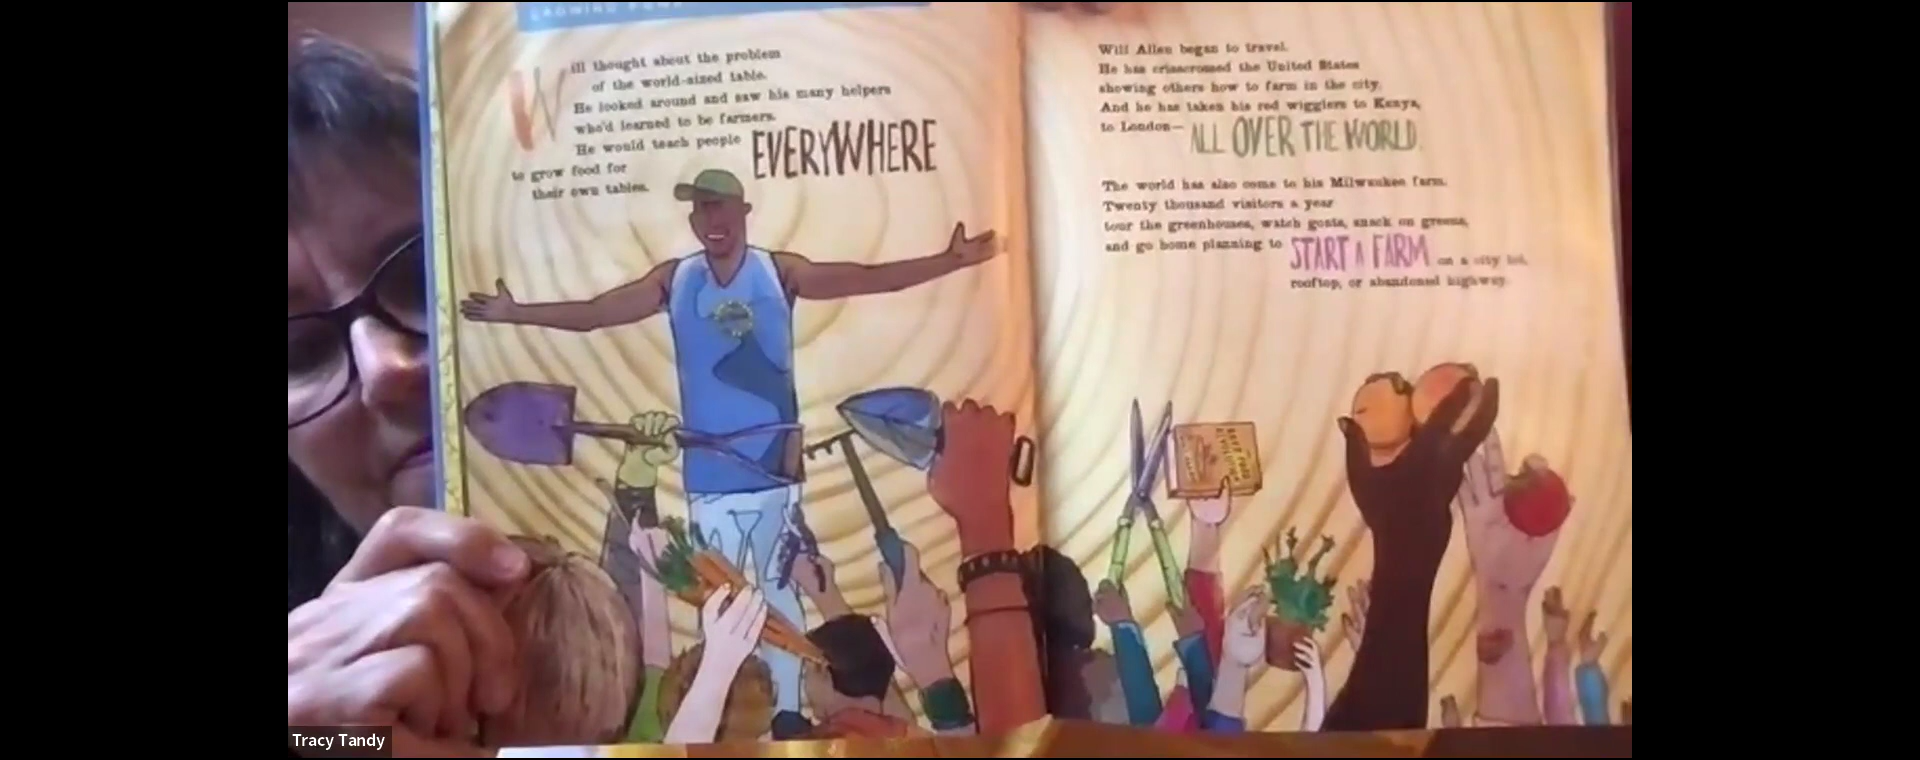 GROWING POWER
Will thought about the problem
of the world-sized table.
He looked around and saw his many helpers
who'd learned to be farmers.
He would teach people EVERYWHERE
to grow food for
their own tables.
Will Allen began to travel.
He has crisscrossed the United States
showing others how to farm in the city.
And he has taken his red wigglers to Kenya,
to London— ALL OVER THE WORLD.
The world has also come to his Milwaukee farm.
Twenty thousand visitors a year
tour the greenhouses, watch goats, snack on greens,
and go home planning to START A FARM on a city lot,
rooftop, or abandoned highway.
Tracy Tandy